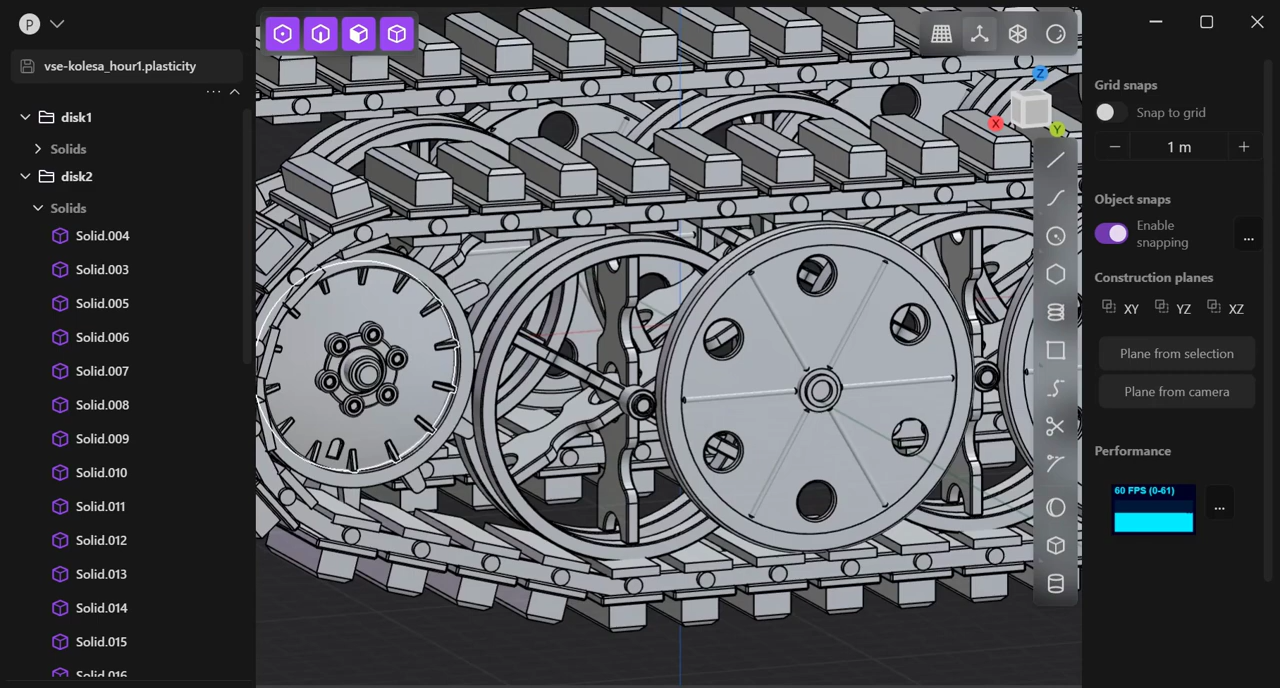 P
vse-kolesa_hour1.plasticity
...
disk1
Solids
disk2
Solids
Solid.004
Solid.003
Solid.005
Solid.006
Solid.007
Solid.008
Solid.009
Solid.010
Solid.011
Solid.012
Solid.013
Solid.014
Solid.015
Solid.016
Z
X
Y
Grid snaps
Snap to grid
1 m
Object snaps
Enable
snapping
...
Construction planes
XY YZ XZ
Plane from selection
Plane from camera
Performance
60 FPS (0-61)
...